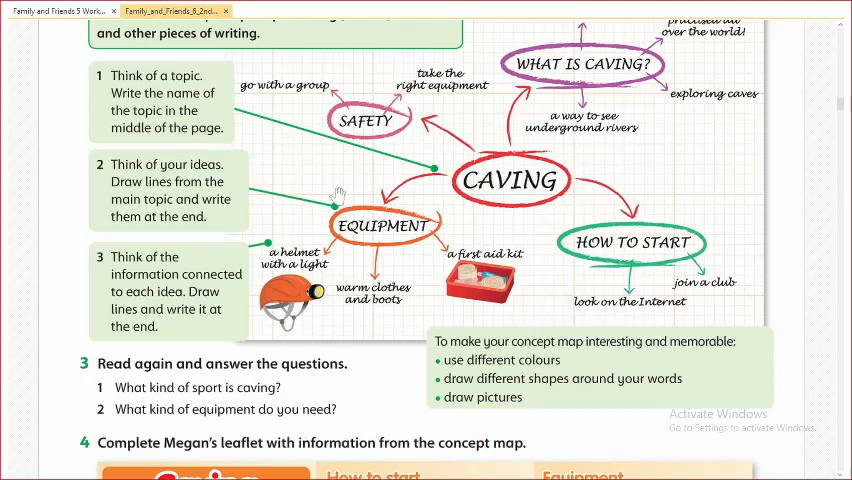 Family and Friends 5 Work...
Family_and_Friends_6_2nd...
and other pieces of writing.
1 Think of a topic.
Write the name of
the topic in the
middle of the page.
2 Think of your ideas.
Draw lines from the
main topic and write
them at the end.
3 Think of the
information connected
to each idea. Draw
lines and write it at
the end.
go with a group
take the
right equipment
SAFETY
WHAT IS CAVING?
practised all
over the world!
exploring caves
a way to see
underground rivers
CAVING
EQUIPMENT
a helmet
with a light
warm clothes
and boots
a first aid kit
HOW TO START
join a club
look on the Internet
To make your concept map interesting and memorable:
• use different colours
• draw different shapes around your words
• draw pictures
3 Read again and answer the questions.
1 What kind of sport is caving?
2 What kind of equipment do you need?
4 Complete Megan's leaflet with information from the concept map.
Caving
How to start
Equipment
Activate Windows
Go to Settings to activate Windows.